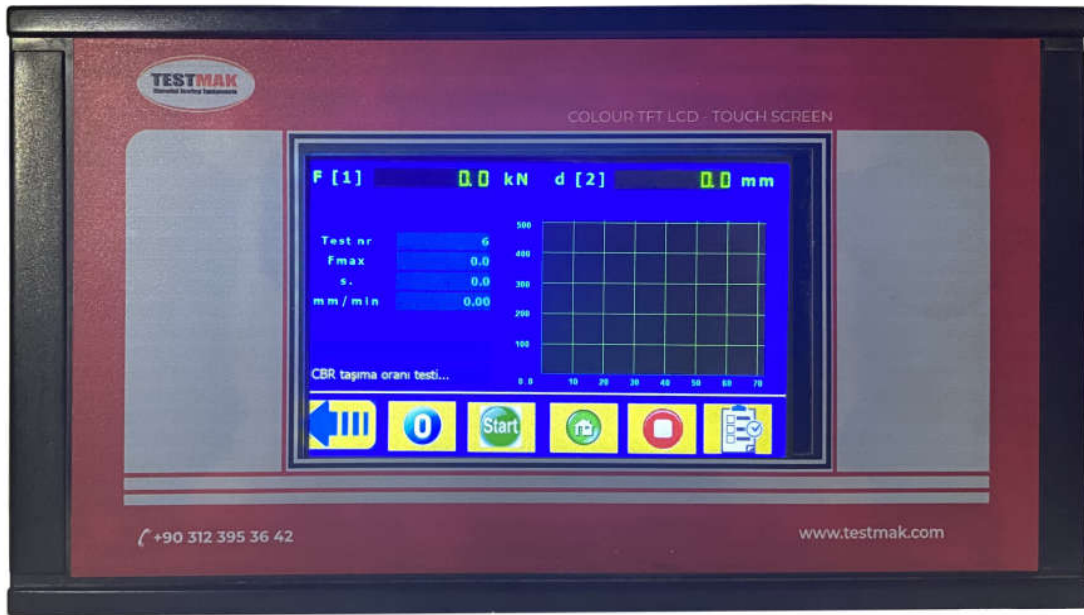 TESTMAK
COLOUR TFT LCD - TOUCH SCREEN
F [1] 0.0 kN d [2] 0.0 mm
Test nr 6
Fmax 0.0
s. 0.0
mm/min 0.00
500
400
300
200
100
0.0 10 20 30 40 50 60 70
CBR taşıma oranı testi...
0
Start
+90 312 395 36 42
www.testmak.com